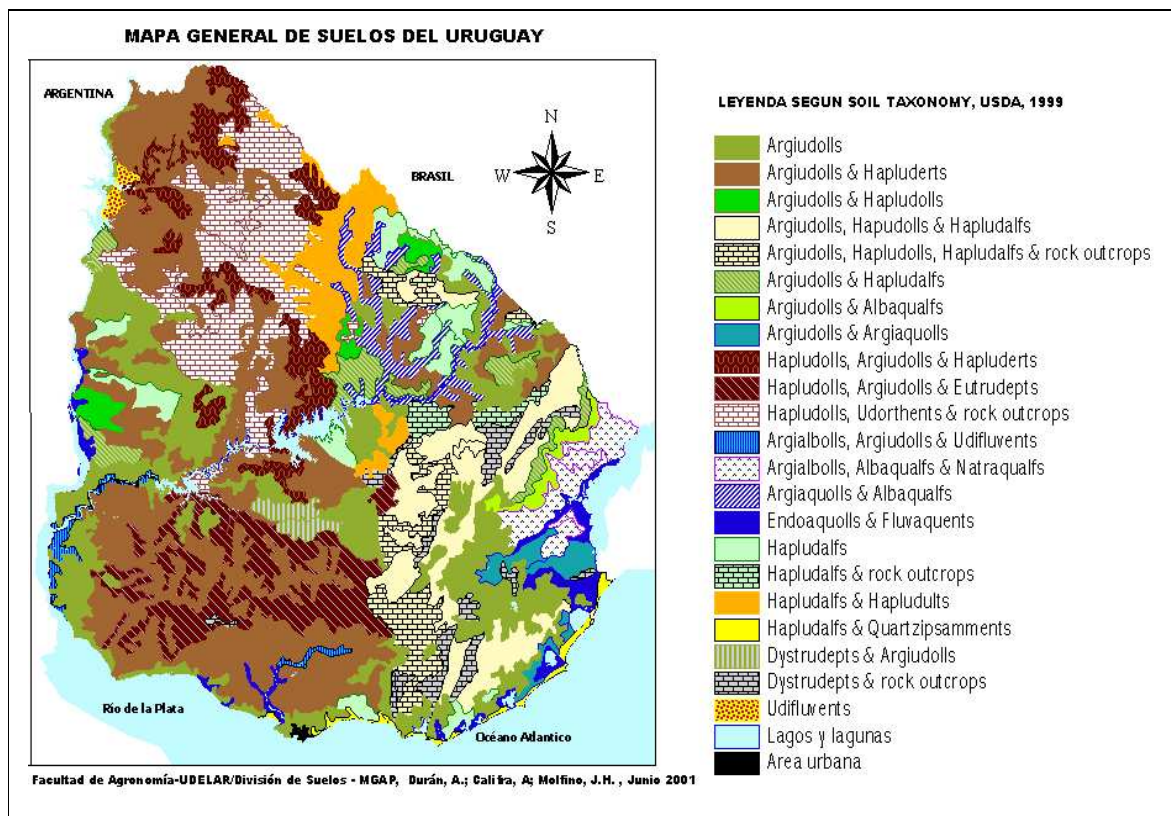 MAPA GENERAL DE SUELOS DEL URUGUAY
ARGENTINA
BRASIL
N
W
E
S
Río de la Plata
Océano Atlantico
Facultad de Agronomía-UDELAR/División de Suelos - MGAP, Durán, A.; Califra, A; Molfino, J.H. , Junio 2001
LEYENDA SEGUN SOIL TAXONOMY, USDA, 1999
Argiudolls
Argiudolls & Hapluderts
Argiudolls & Hapludolls
Argiudolls, Hapudolls & Hapludalfs
Argiudolls, Hapludolls, Hapludalfs & rock outcrops
Argiudolls & Hapludalfs
Argiudolls & Albaqualfs
Argiudolls & Argiaquolls
Hapludolls, Argiudolls & Hapluderts
Hapludolls, Argiudolls & Eutrudepts
Hapludolls, Udorthents & rock outcrops
Argialbolls, Argiudolls & Udifluvents
Argialbolls, Albaqualfs & Natraqualfs
Argiaquolls & Albaqualfs
Endoaquolls & Fluvaquents
Hapludalfs
Hapludalfs & rock outcrops
Hapludalfs & Hapludults
Hapludalfs & Quartzipsamments
Dystrudepts & Argiudolls
Dystrudepts & rock outcrops
Udifluvents
Lagos y lagunas
Area urbana